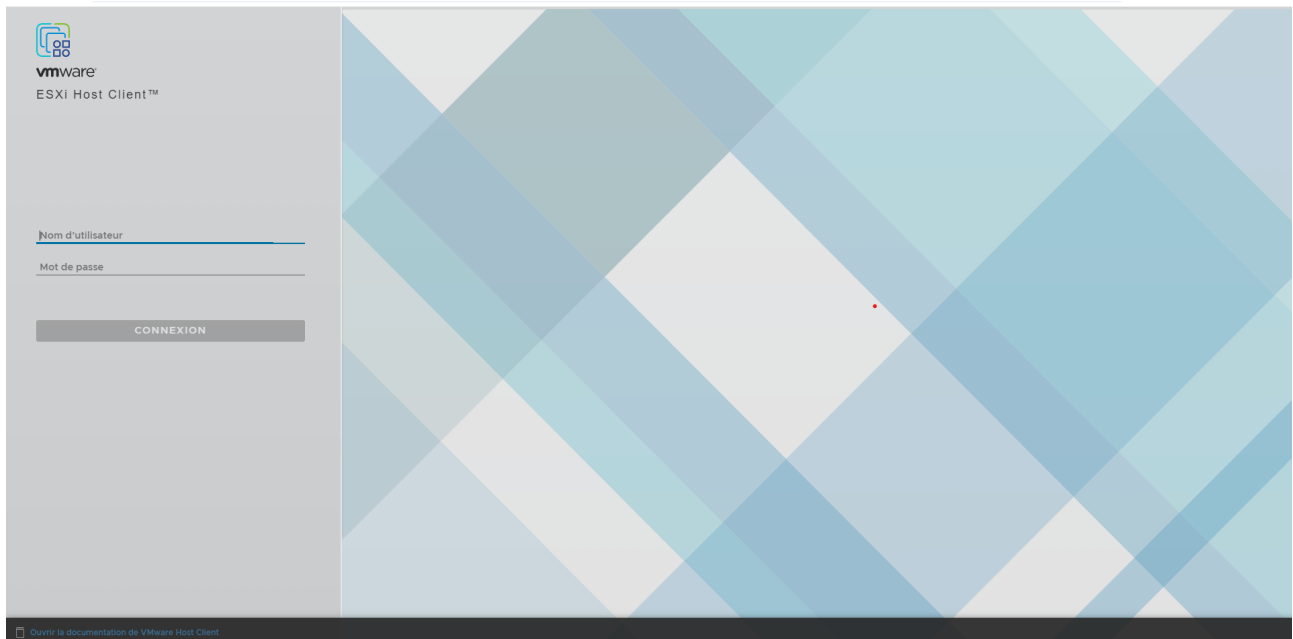 vmware
ESXi Host Client™
Nom d'utilisateur
Mot de passe
CONNEXION
Ouvrir la documentation de VMware Host Client